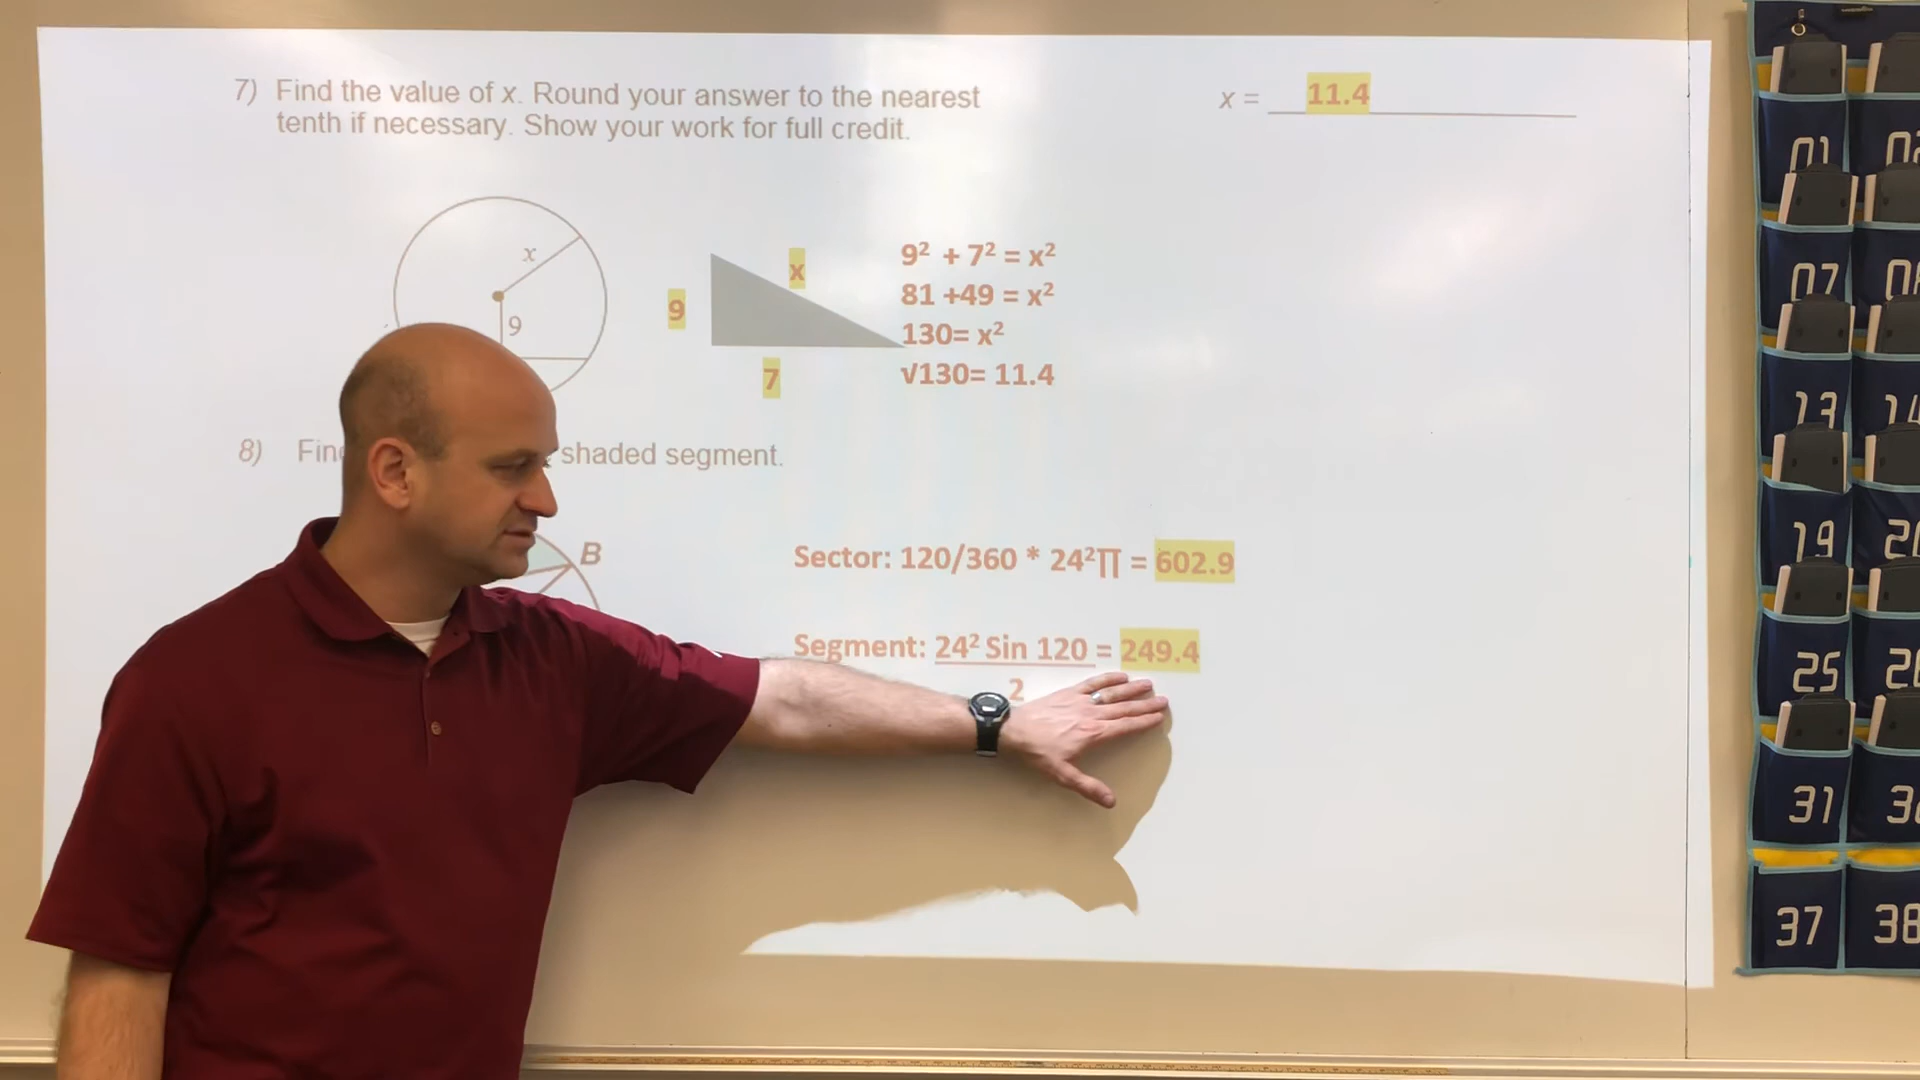 7) Find the value of x. Round your answer to the nearest
tenth if necessary. Show your work for full credit.
x = 11.4
x
9
x
9
7
9² + 7² = x²
81 +49 = x²
130= x²
√130= 11.4
8) shaded segment.
B
Sector: 120/360 * 24²∏ = 602.9
Segment: 24² Sin 120 = 249.4
2
01
07
13 14
19
25
31
37 38